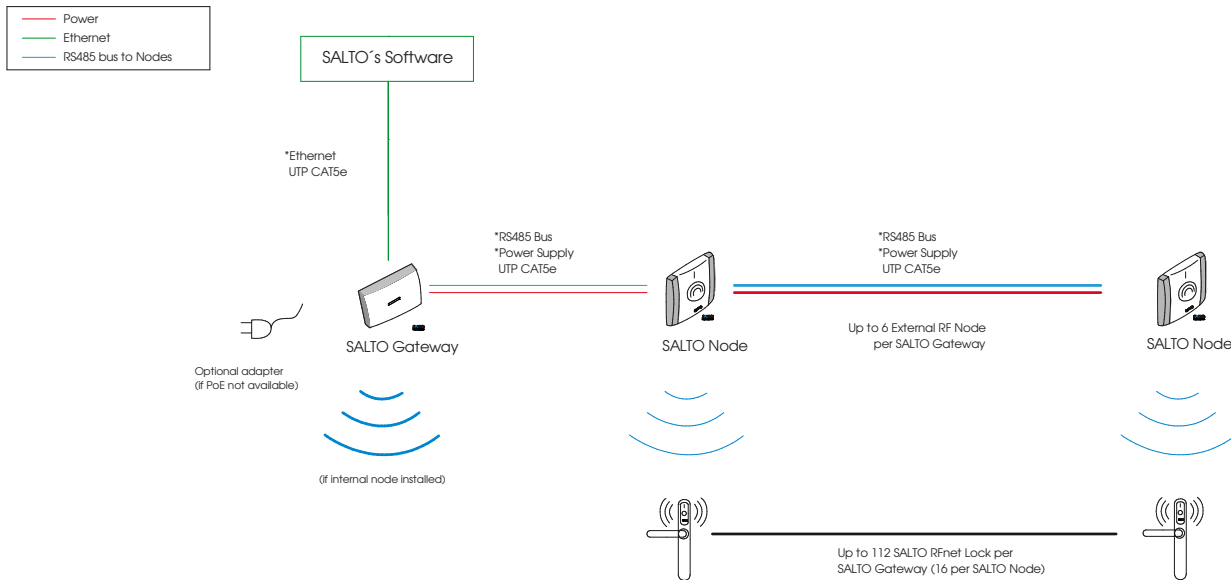 Power
Ethernet
RS485 bus to Nodes
SALTO´s Software
*Ethernet
UTP CAT5e
*RS485 Bus
*Power Supply
UTP CAT5e
*RS485 Bus
*Power Supply
UTP CAT5e
Up to 6 External RF Node
per SALTO Gateway
SALTO Gateway
SALTO Node
SALTO Node
Optional adapter
(if PoE not available)
(if internal node installed)
Up to 112 SALTO RFnet Lock per
SALTO Gateway (16 per SALTO Node)